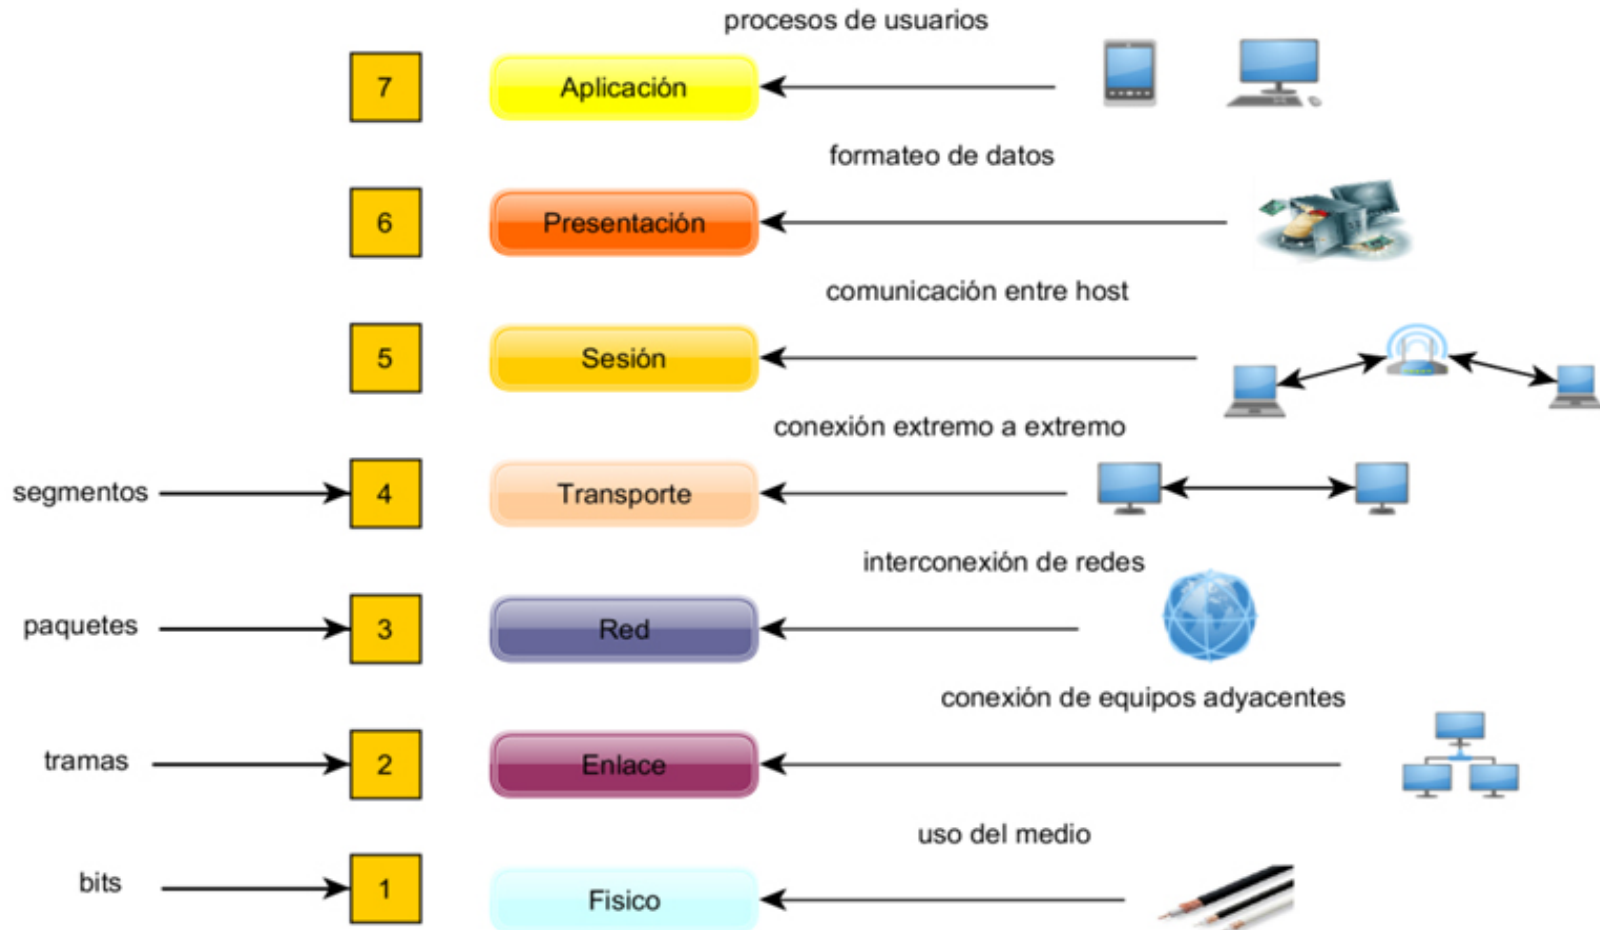 procesos de usuarios
7
Aplicación
formateo de datos
6
Presentación
comunicación entre host
5
Sesión
conexión extremo a extremo
segmentos
4
Transporte
interconexión de redes
paquetes
3
Red
conexión de equipos adyacentes
tramas
2
Enlace
uso del medio
bits
1
Fisico